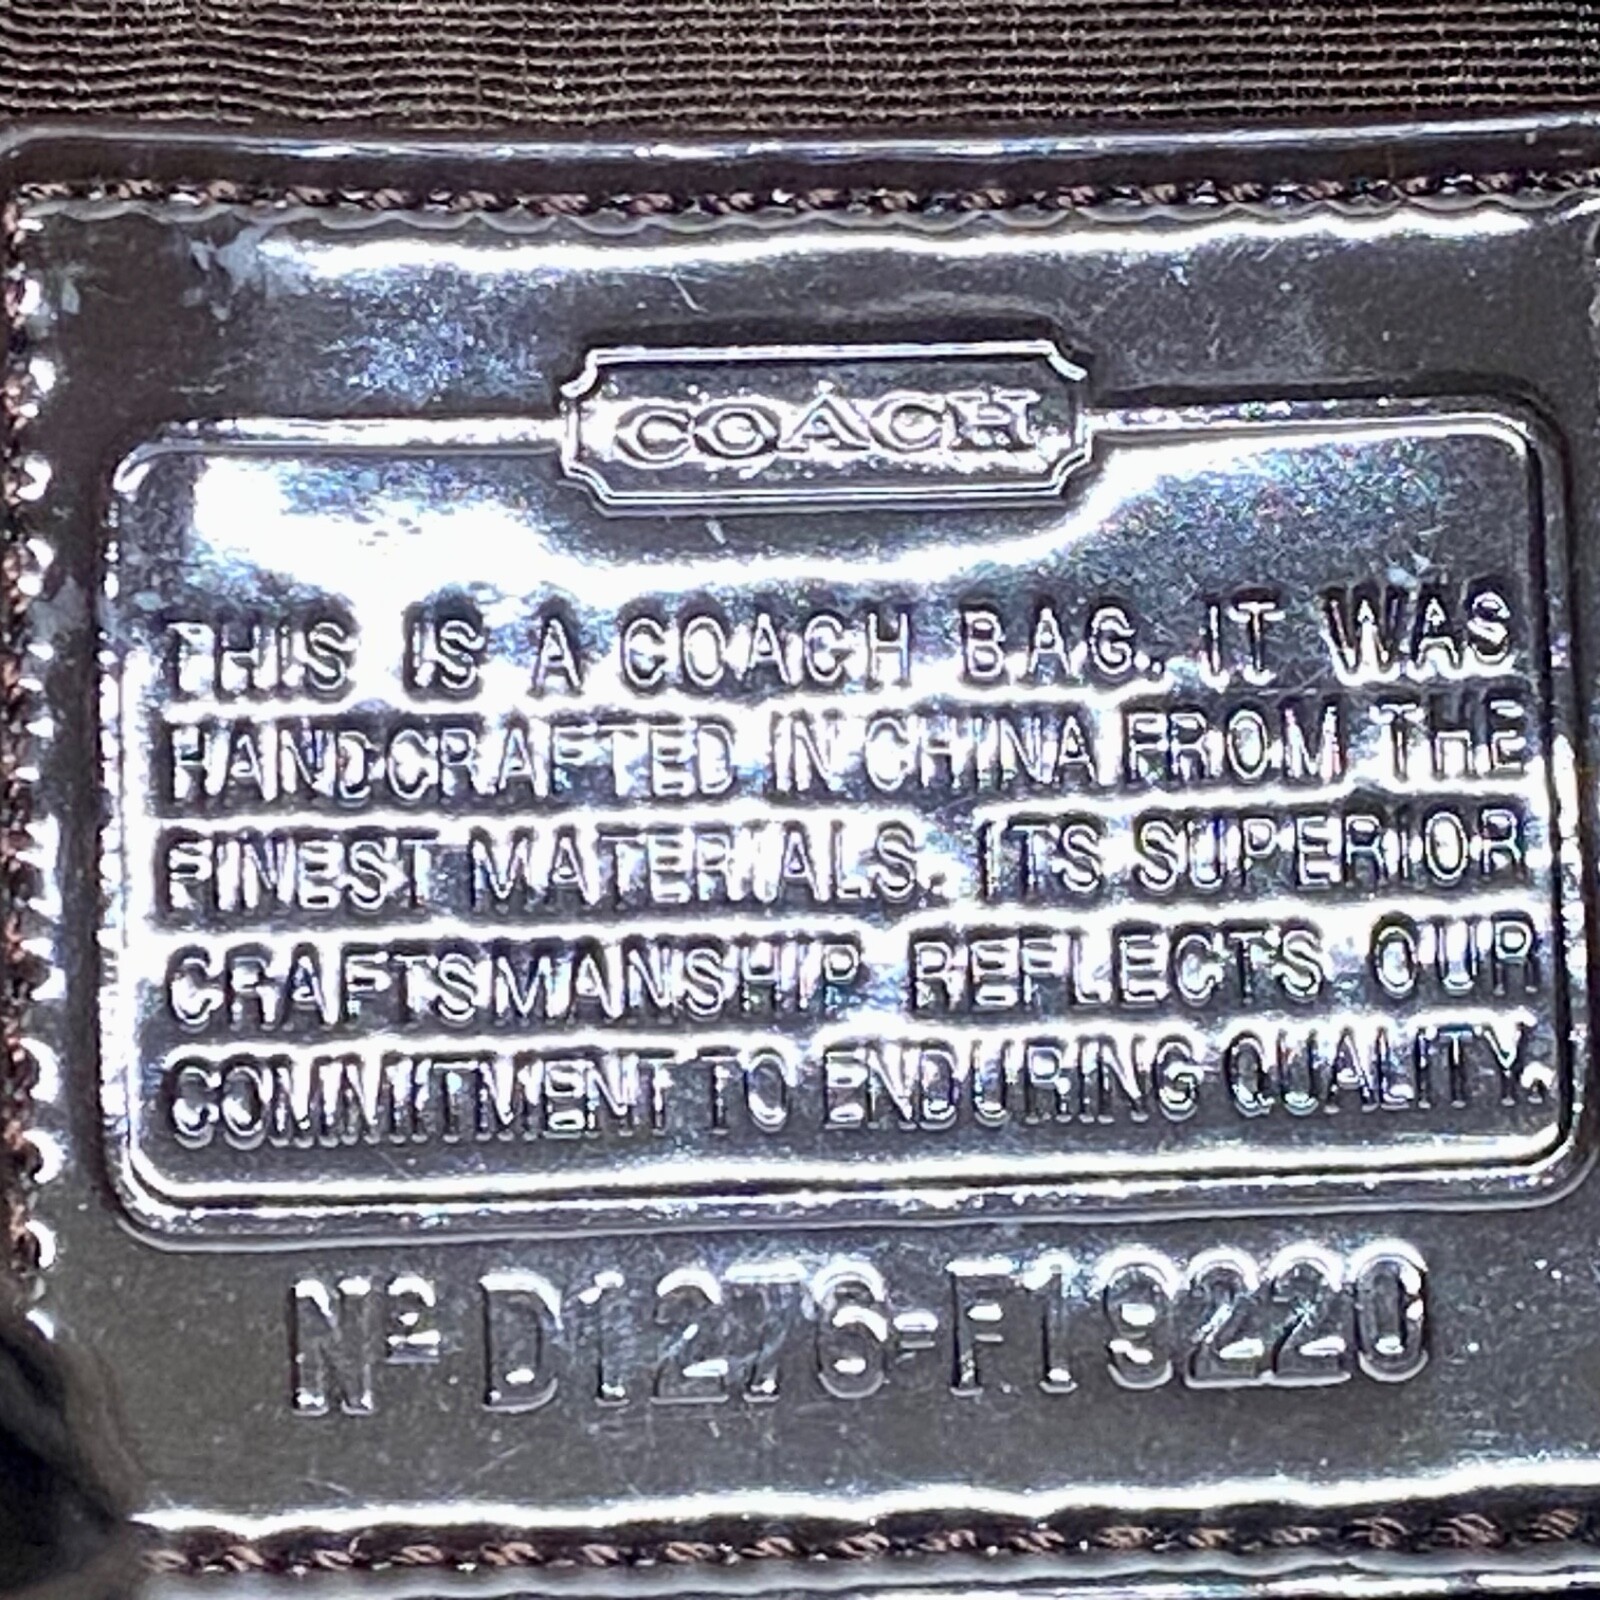 COACH
THIS IS A COACH BAG. IT WAS
HANDCRAFTED IN CHINA FROM THE
FINEST MATERIALS. ITS SUPERIOR
CRAFTSMANSHIP REFLECTS OUR
COMMITMENT TO ENDURING QUALITY.
Nº D1276-F19220